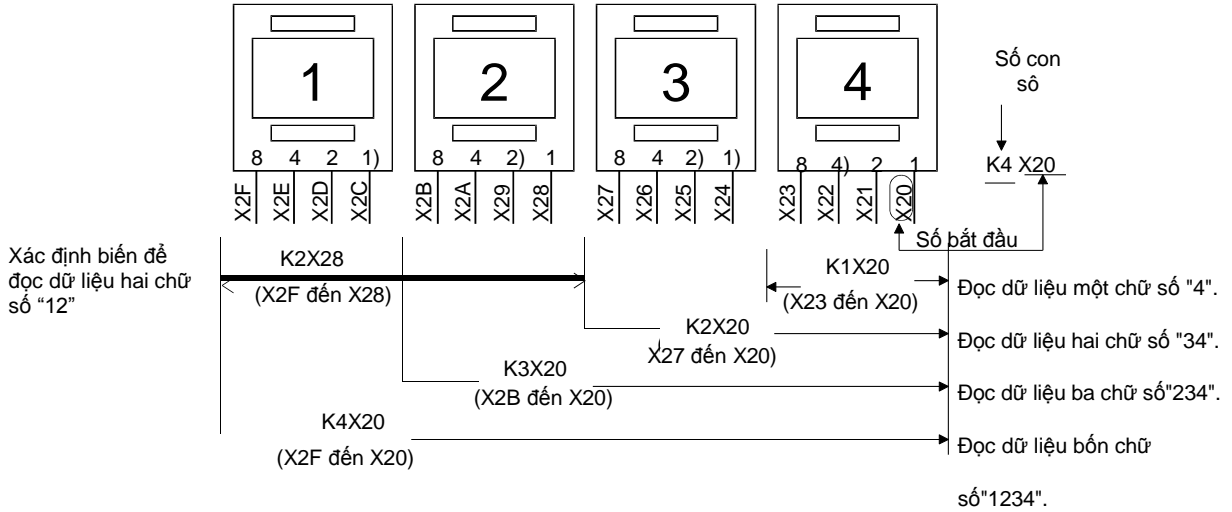 1 2 3 4
Số con
sô
8 4 2 1) 8 4 2) 1 8 4 2) 1) 8 4) 2 1
K4 X20
X2F X2E X2D X2C X2B X2A X29 X28 X27 X26 X25 X24 X23 X22 X21 X20
Số bắt đầu
Xác định biến để
đọc dữ liệu hai chữ
số “12”
K2X28
(X2F đến X28)
K1X20
(X23 đến X20)
Đọc dữ liệu một chữ số "4".
K2X20
X27 đến X20)
Đọc dữ liệu hai chữ số "34".
K3X20
(X2B đến X20)
Đọc dữ liệu ba chữ số"234".
K4X20
(X2F đến X20)
Đọc dữ liệu bốn chữ
số"1234".